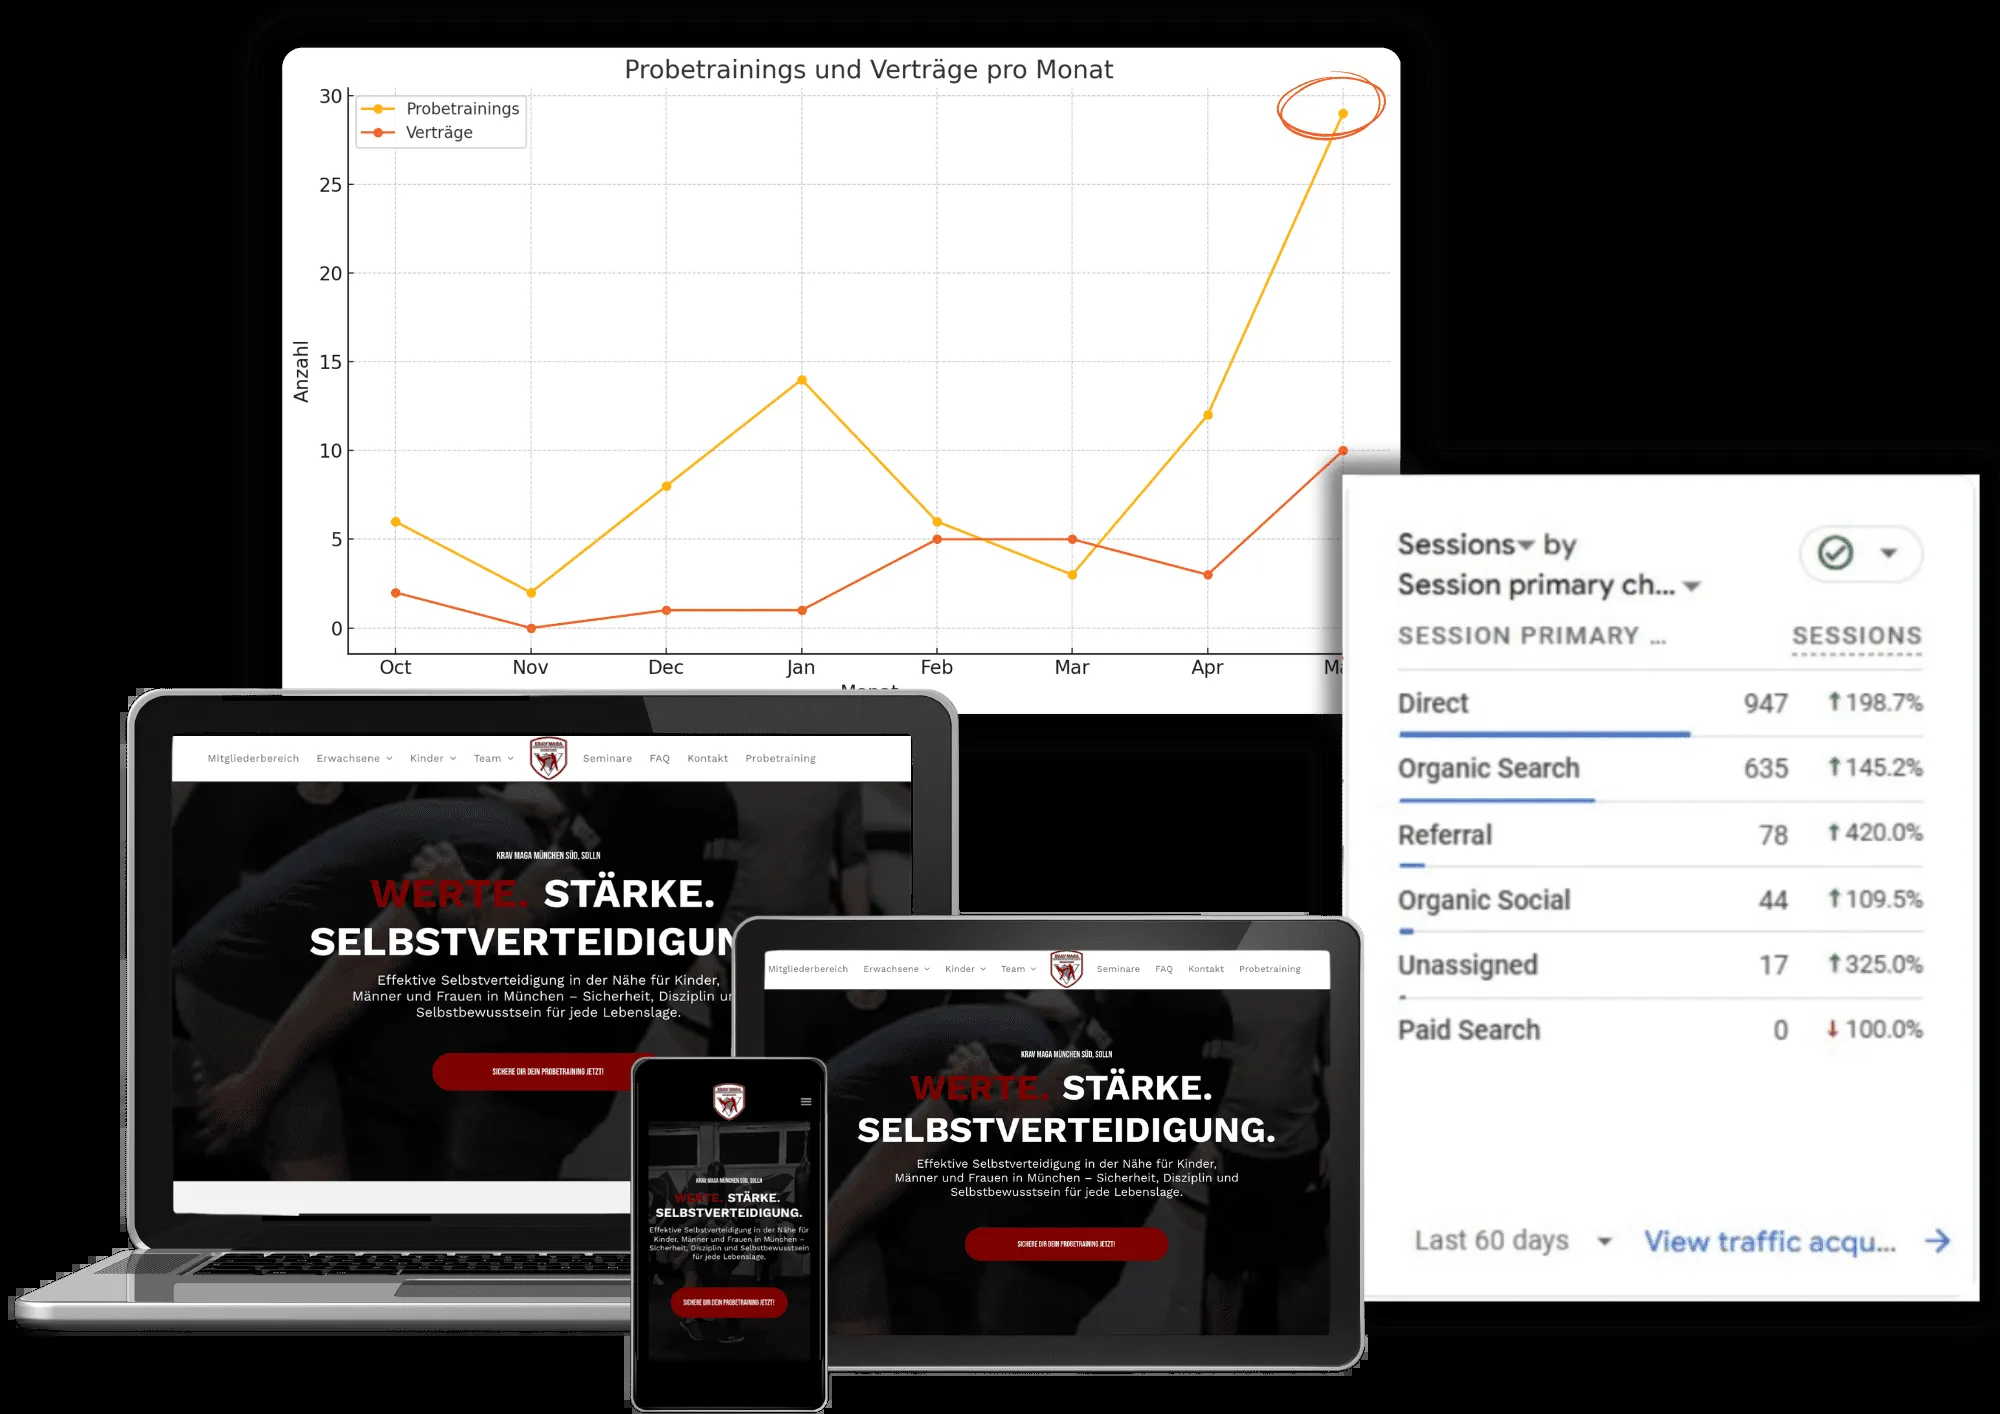 Probetrainings und Verträge pro Monat
Probetrainings
Verträge
Anzahl
30
25
20
15
10
5
0
Oct
Nov
Dec
Jan
Feb
Mar
Apr
Sessions by
Session primary ch...
SESSION PRIMARY ...
SESSIONS
Direct 947 198.7%
Organic Search 635 145.2%
Referral 78 420.0%
Organic Social 44 109.5%
Unassigned 17 325.0%
Paid Search 0 100.0%
Last 60 days
View traffic acqu...
Mitgliederbereich Erwachsene Kinder Team KRAV MAGA Seminare FAQ Kontakt Probetraining
KRAV MAGA MÜNCHEN SÜD, SOLLN
WERTE. STÄRKE.
SELBSTVERTEIDIGUN
Effektive Selbstverteidigung in der Nähe für Kinder,
Männer und Frauen in München – Sicherheit, Disziplin un
Selbstbewusstsein für jede Lebenslage.
SICHERE DIR DEIN PROBETRAINING JETZT!
Mitgliederbereich Erwachsene Kinder Team KRAV MAGA Seminare FAQ Kontakt Probetraining
KRAV MAGA MÜNCHEN SÜD, SOLLN
WERTE. STÄRKE.
SELBSTVERTEIDIGUNG.
Effektive Selbstverteidigung in der Nähe für Kinder,
Männer und Frauen in München – Sicherheit, Disziplin und
Selbstbewusstsein für jede Lebenslage.
SICHERE DIR DEIN PROBETRAINING JETZT!
KRAV MAGA
KRAV MAGA MÜNCHEN SÜD, SOLLN
WERTE. STÄRKE.
SELBSTVERTEIDIGUNG.
Effektive Selbstverteidigung in der Nähe für
Kinder, Männer und Frauen in München –
Sicherheit, Disziplin und Selbstbewusstsein
für jede Lebenslage.
SICHERE DIR DEIN PROBETRAINING JETZT!